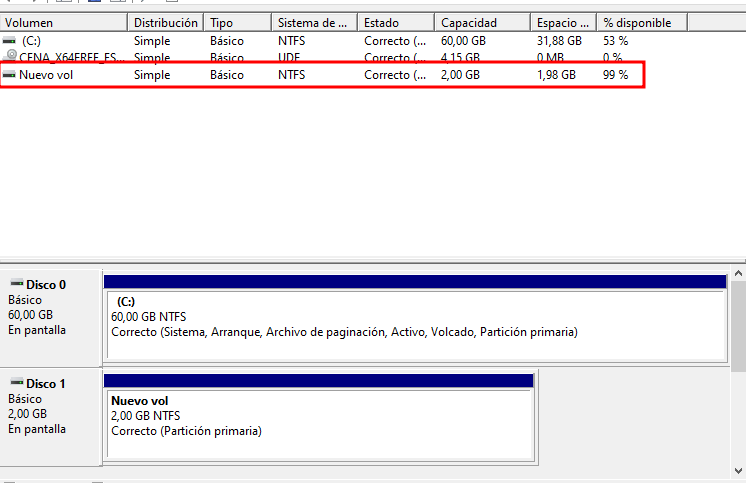 Volumen Distribución Tipo Sistema de ... Estado Capacidad Espacio ... % disponible
(C:) Simple Básico NTFS Correcto (... 60,00 GB 31,88 GB 53 %
CENA_X64FREE_ES... Simple Básico UDF Correcto (... 4,15 GB 0 MB 0 %
Nuevo vol Simple Básico NTFS Correcto (... 2,00 GB 1,98 GB 99 %
Disco 0
Básico
60,00 GB
En pantalla
(C:)
60,00 GB NTFS
Correcto (Sistema, Arranque, Archivo de paginación, Activo, Volcado, Partición primaria)
Disco 1
Básico
2,00 GB
En pantalla
Nuevo vol
2,00 GB NTFS
Correcto (Partición primaria)